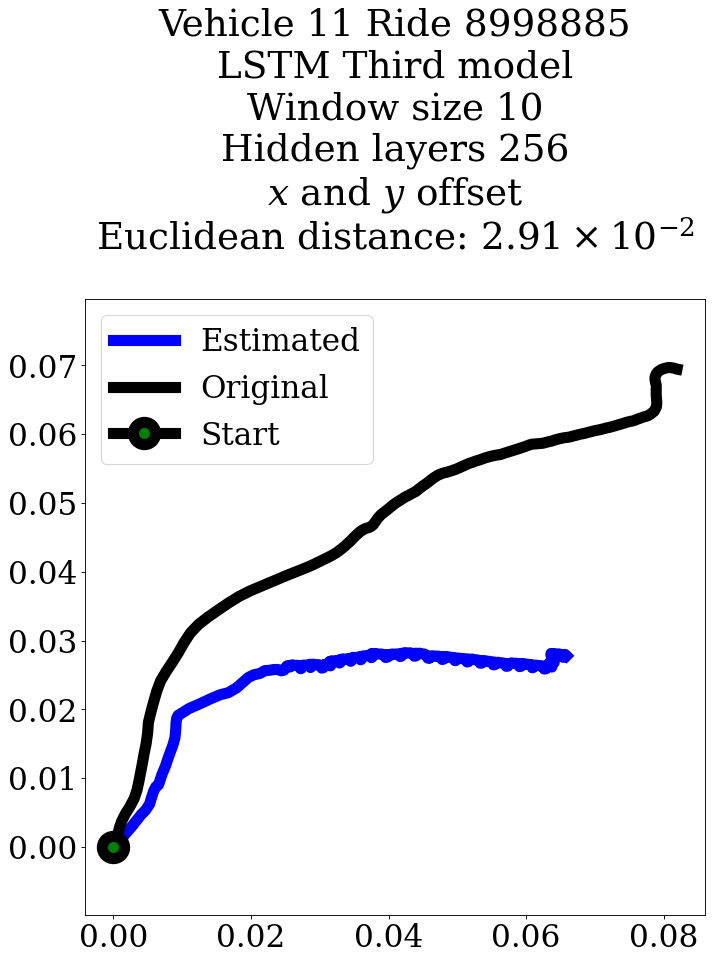 Vehicle 11 Ride 8998885
LSTM Third model
Window size 10
Hidden layers 256
x and y offset
Euclidean distance: 2.91 × 10⁻²
Estimated
Original
Start
0.07
0.06
0.05
0.04
0.03
0.02
0.01
0.00
0.00 0.02 0.04 0.06 0.08